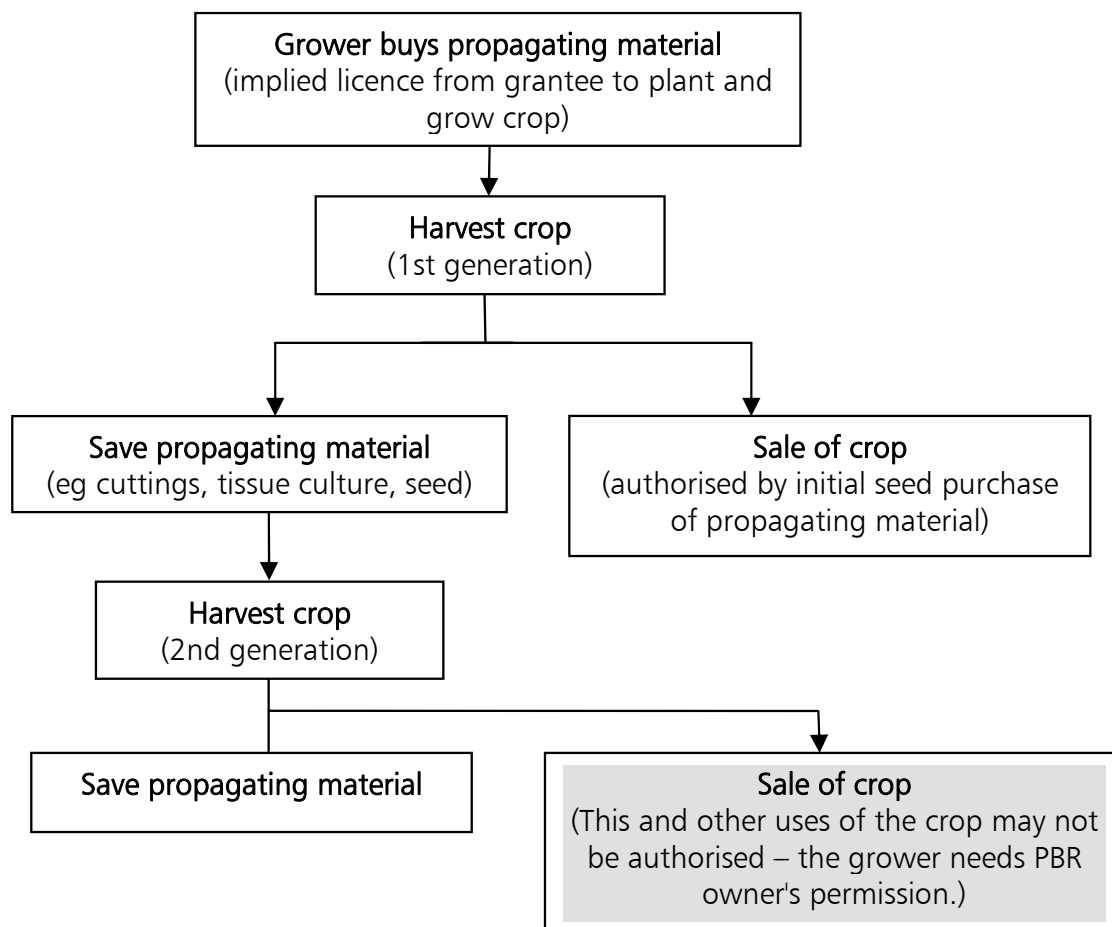 Grower buys propagating material
(implied licence from grantee to plant and
grow crop)
Harvest crop
(1st generation)
Save propagating material
(eg cuttings, tissue culture, seed)
Sale of crop
(authorised by initial seed purchase
of propagating material)
Harvest crop
(2nd generation)
Save propagating material
Sale of crop
(This and other uses of the crop may not
be authorised – the grower needs PBR
owner's permission.)